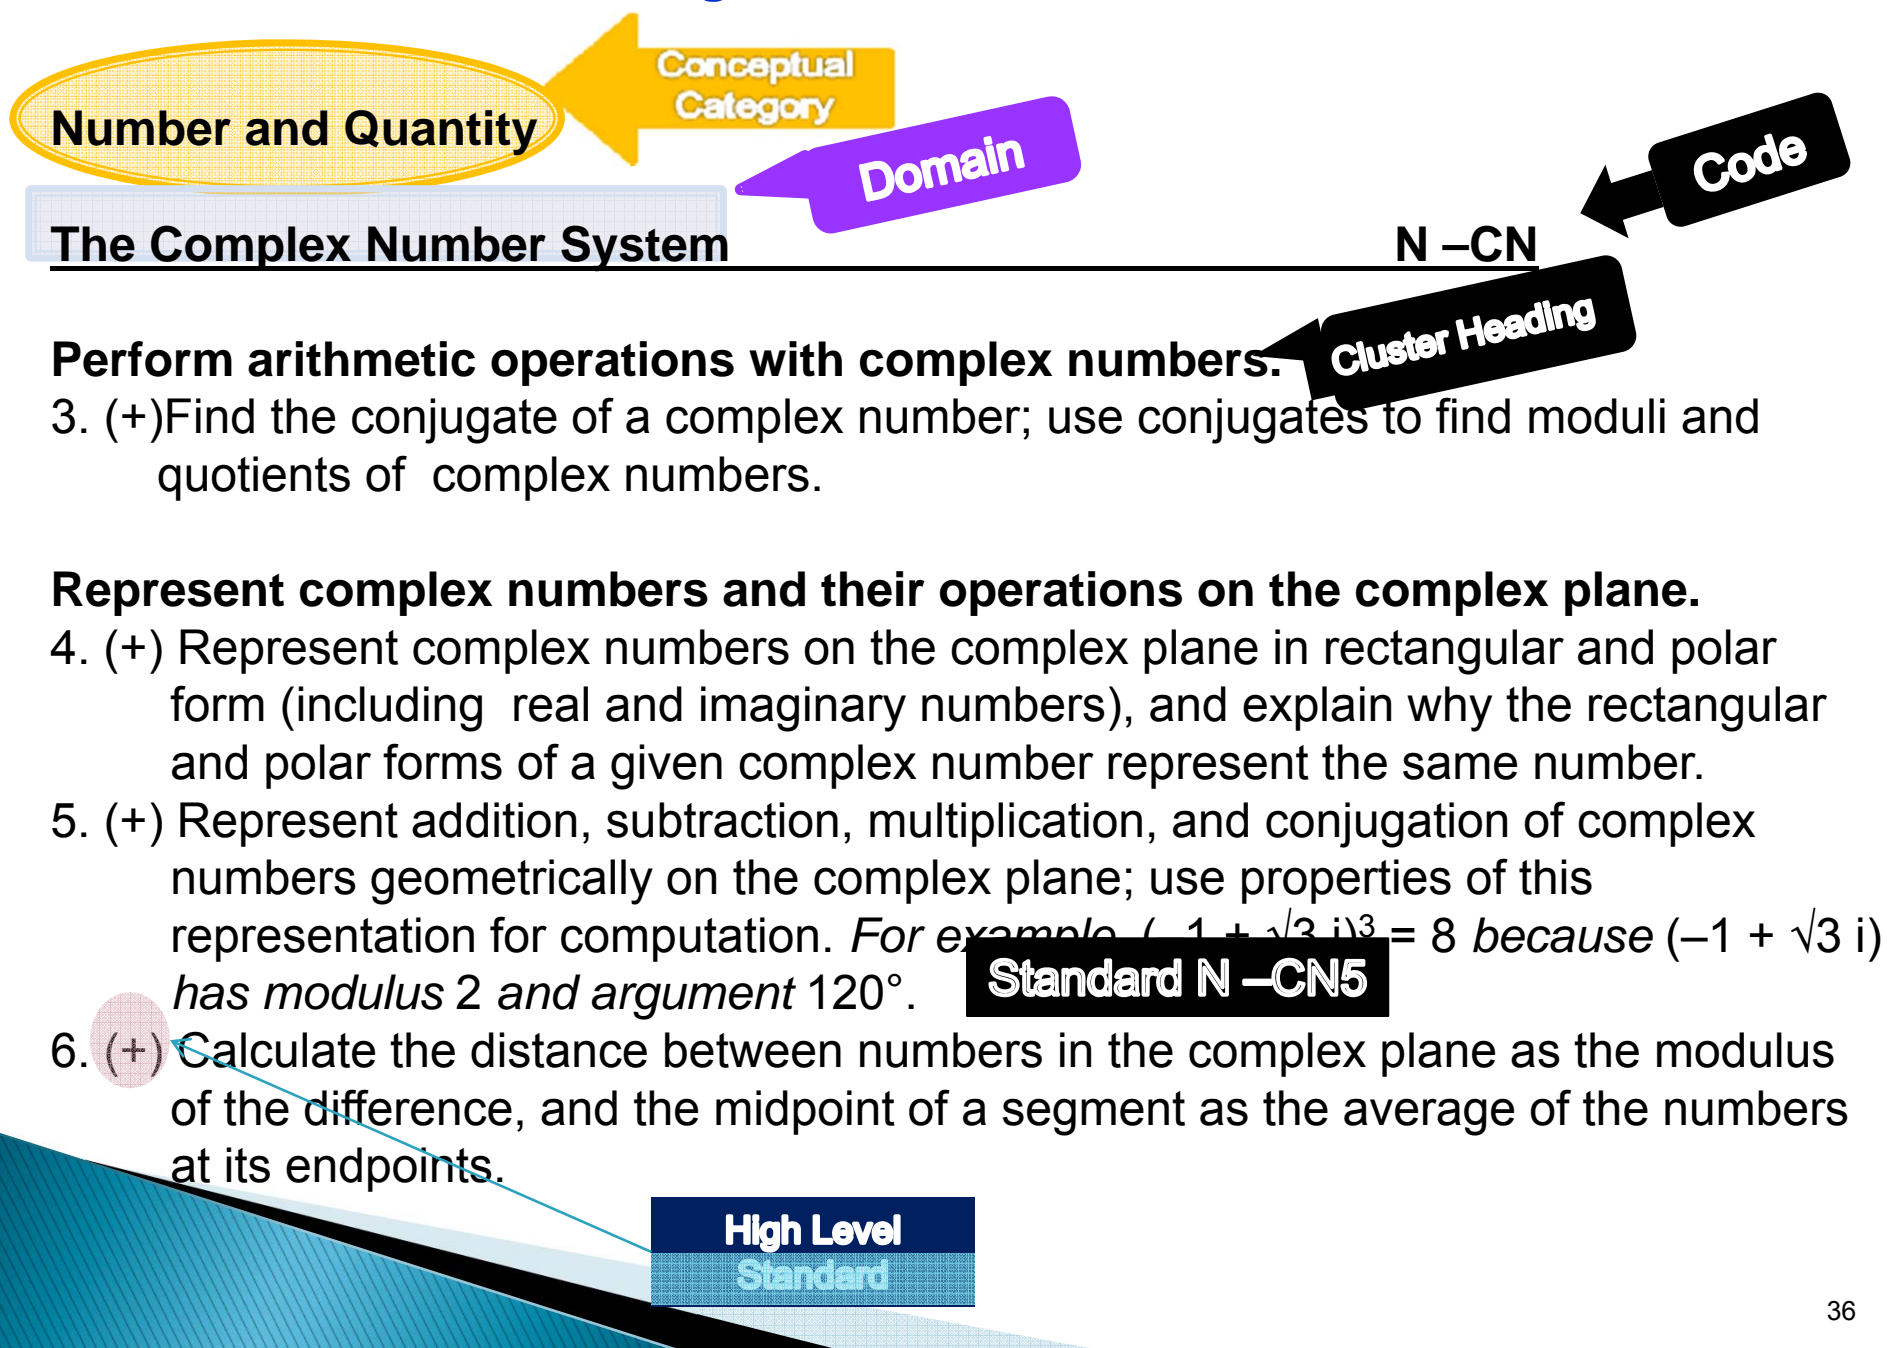 Conceptual
Category
Number and Quantity
Domain
Code
The Complex Number System N –CN
Cluster Heading
Perform arithmetic operations with complex numbers.
3. (+)Find the conjugate of a complex number; use conjugates to find moduli and
quotients of complex numbers.
Represent complex numbers and their operations on the complex plane.
4. (+) Represent complex numbers on the complex plane in rectangular and polar
form (including real and imaginary numbers), and explain why the rectangular
and polar forms of a given complex number represent the same number.
5. (+) Represent addition, subtraction, multiplication, and conjugation of complex
numbers geometrically on the complex plane; use properties of this
representation for computation. For example, (–1 + √3 i)³ = 8 because (–1 + √3 i)
has modulus 2 and argument 120°.
Standard N –CN5
6. (+) Calculate the distance between numbers in the complex plane as the modulus
of the difference, and the midpoint of a segment as the average of the numbers
at its endpoints.
High Level
Standard
36